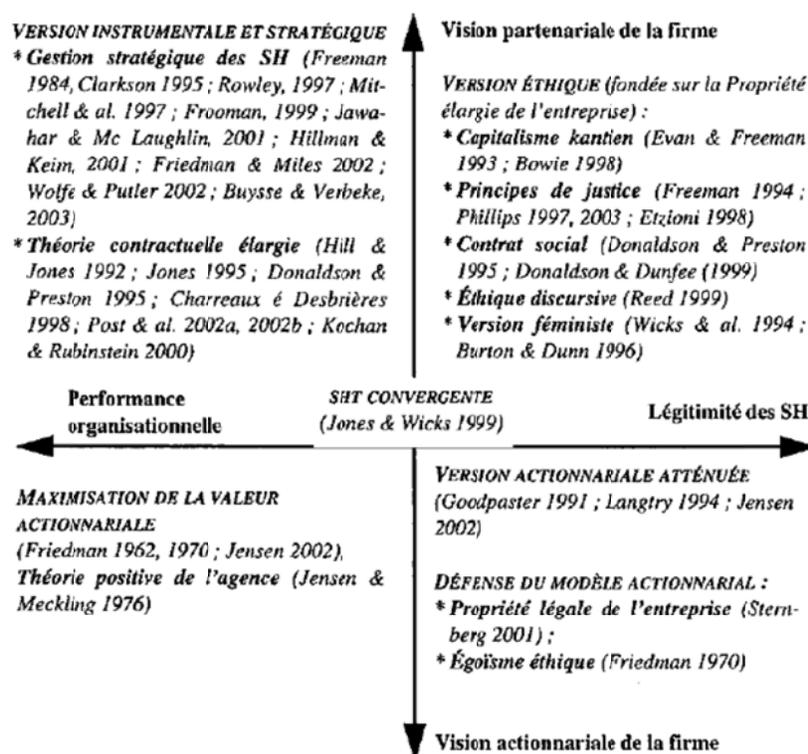 VERSION INSTRUMENTALE ET STRATÉGIQUE
* Gestion stratégique des SH (Freeman
1984, Clarkson 1995 ; Rowley, 1997 ; Mit-
chell & al. 1997 ; Frooman, 1999 ; Jawa-
har & Mc Laughlin, 2001 ; Hillman &
Keim, 2001 ; Friedman & Miles 2002 ;
Wolfe & Putler 2002 ; Buysse & Verbeke,
2003)
* Théorie contractuelle élargie (Hill &
Jones 1992 ; Jones 1995 ; Donaldson &
Preston 1995 ; Charreaux é Desbrières
1998 ; Post & al. 2002a, 2002b ; Kochan
& Rubinstein 2000)
Vision partenariale de la firme
VERSION ÉTHIQUE (fondée sur la Propriété
élargie de l'entreprise) :
* Capitalisme kantien (Evan & Freeman
1993 ; Bowie 1998)
* Principes de justice (Freeman 1994 ;
Phillips 1997, 2003 ; Etzioni 1998)
* Contrat social (Donaldson & Preston
1995 ; Donaldson & Dunfee (1999)
* Éthique discursive (Reed 1999)
* Version féministe (Wicks & al. 1994 ;
Burton & Dunn 1996)
Performance
organisationnelle
SHT CONVERGENTE
(Jones & Wicks 1999)
Légitimité des SH
MAXIMISATION DE LA VALEUR
ACTIONNARIALE
(Friedman 1962, 1970 ; Jensen 2002),
Théorie positive de l'agence (Jensen &
Meckling 1976)
VERSION ACTIONNARIALE ATTÉNUÉE
(Goodpaster 1991 ; Langtry 1994 ; Jensen
2002)
DÉFENSE DU MODÈLE ACTIONNARIAL :
* Propriété légale de l'entreprise (Stern-
berg 2001) ;
* Égoïsme éthique (Friedman 1970)
Vision actionnariale de la firme